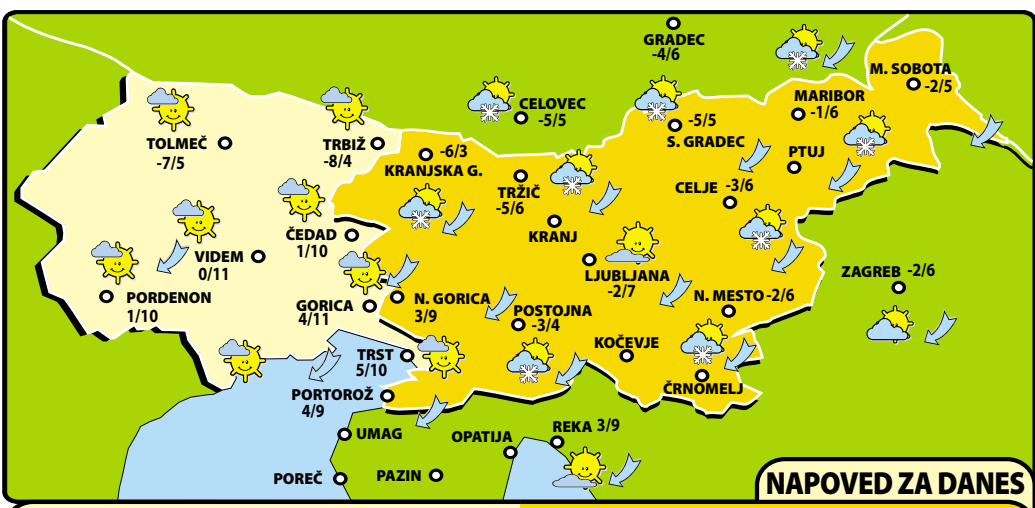 GRADEC
-4/6
M. SOBOTA
-2/5
CELOVEC
-5/5
MARIBOR
-1/6
-5/5
S. GRADEC
TOLMEČ
-7/5
TRBIŽ
-8/4
-6/3
KRANJSKA G.
PTUJ
TRŽIČ
-5/6
CELJE -3/6
KRANJ
ČEDAD
1/10
VIDEM
0/11
LJUBLJANA
-2/7
ZAGREB -2/6
PORDENON
1/10
GORICA
4/11
N. GORICA
3/9
N. MESTO -2/6
POSTOJNA
-3/4
KOČEVJE
TRST
5/10
ČRNOMELJ
PORTOROŽ
4/9
UMAG
OPATIJA
REKA 3/9
POREČ
PAZIN
NAPOVED ZA DANES